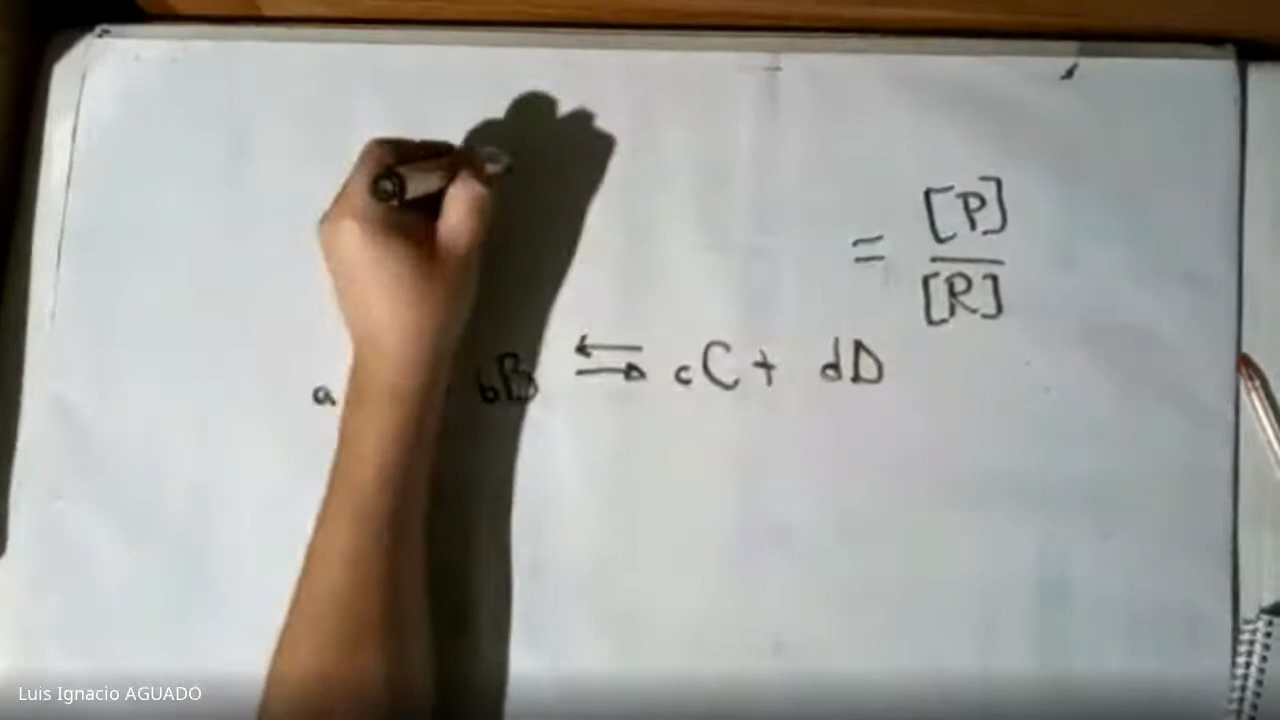 = [P]
[R]
a bB ⇆ cC + dD
Luis Ignacio AGUADO